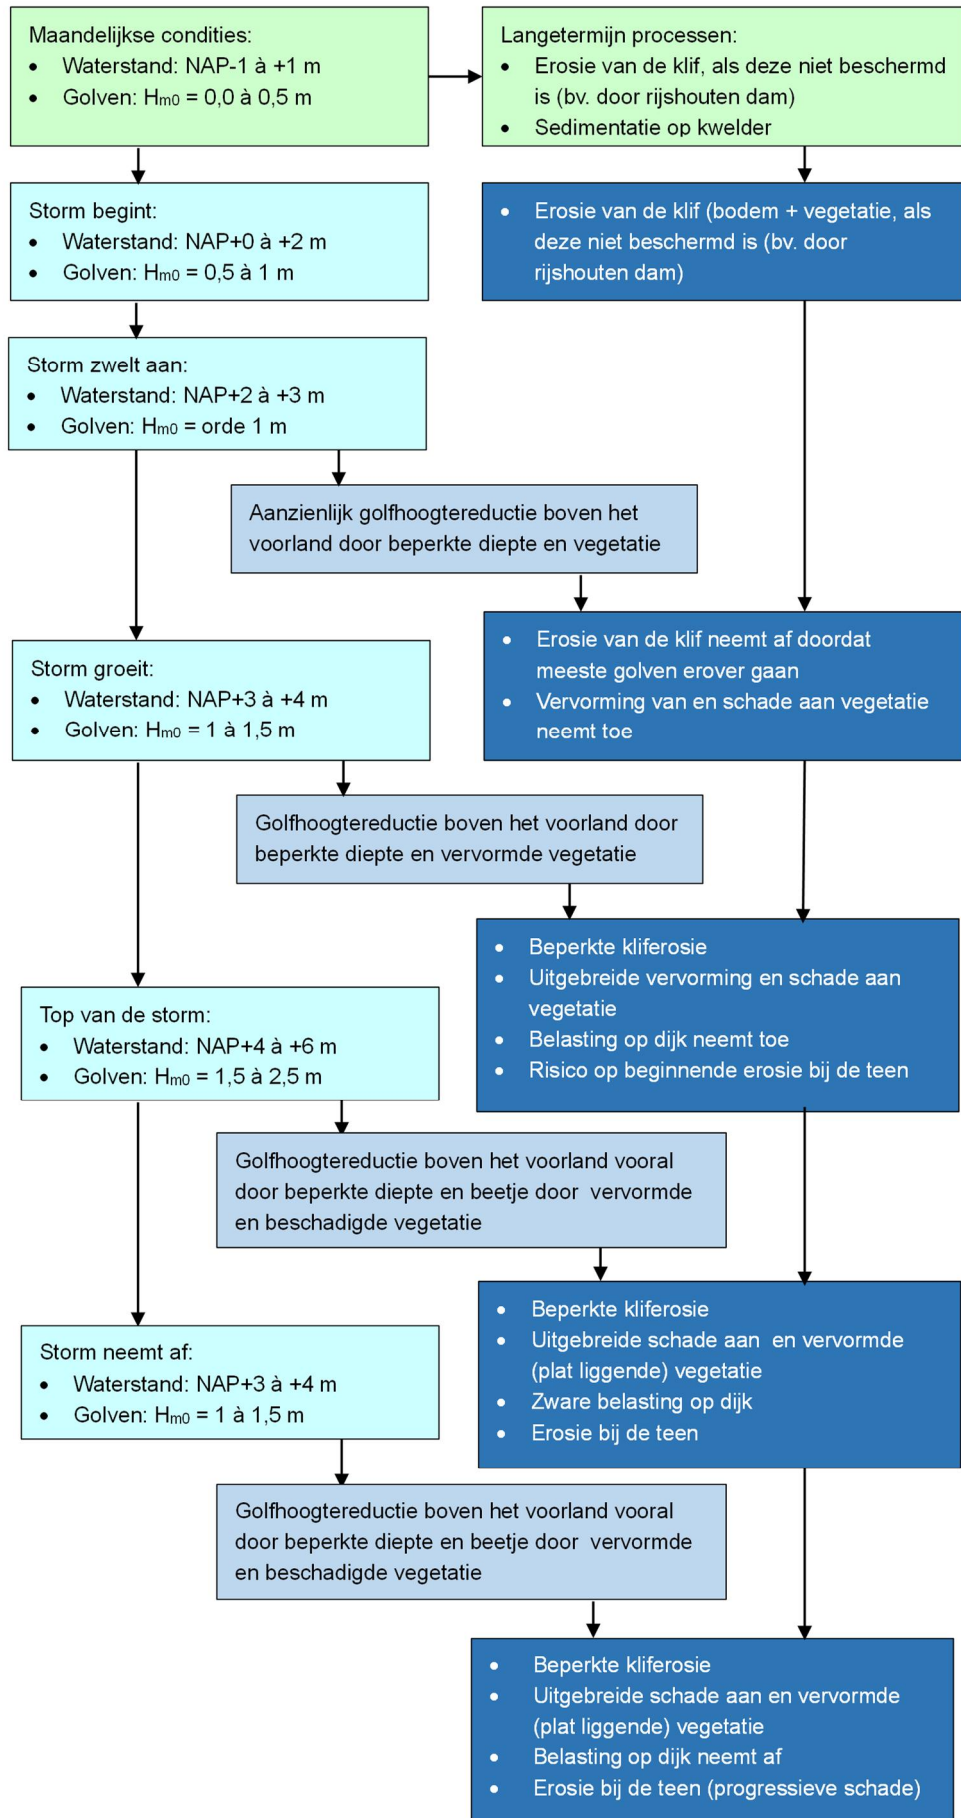 Maandelijkse condities:
• Waterstand: NAP-1 à +1 m
• Golven: Hm0 = 0,0 à 0,5 m
Langetermijn processen:
• Erosie van de klif, als deze niet beschermd
is (bv. door rijshouten dam)
• Sedimentatie op kwelder
Storm begint:
• Waterstand: NAP+0 à +2 m
• Golven: Hm0 = 0,5 à 1 m
• Erosie van de klif (bodem + vegetatie, als
deze niet beschermd is (bv. door
rijshouten dam)
Storm zwelt aan:
• Waterstand: NAP+2 à +3 m
• Golven: Hm0 = orde 1 m
Aanzienlijk golfhoogtereductie boven het
voorland door beperkte diepte en vegetatie
• Erosie van de klif neemt af doordat
meeste golven erover gaan
• Vervorming van en schade aan vegetatie
neemt toe
Storm groeit:
• Waterstand: NAP+3 à +4 m
• Golven: Hm0 = 1 à 1,5 m
Golfhoogtereductie boven het voorland door
beperkte diepte en vervormde vegetatie
• Beperkte kliferosie
• Uitgebreide vervorming en schade aan
vegetatie
• Belasting op dijk neemt toe
• Risico op beginnende erosie bij de teen
Top van de storm:
• Waterstand: NAP+4 à +6 m
• Golven: Hm0 = 1,5 à 2,5 m
Golfhoogtereductie boven het voorland vooral
door beperkte diepte en beetje door vervormde
en beschadigde vegetatie
• Beperkte kliferosie
• Uitgebreide schade aan en vervormde
(plat liggende) vegetatie
• Zware belasting op dijk
• Erosie bij de teen
Storm neemt af:
• Waterstand: NAP+3 à +4 m
• Golven: Hm0 = 1 à 1,5 m
Golfhoogtereductie boven het voorland vooral
door beperkte diepte en beetje door vervormde
en beschadigde vegetatie
• Beperkte kliferosie
• Uitgebreide schade aan en vervormde
(plat liggende) vegetatie
• Belasting op dijk neemt af
• Erosie bij de teen (progressieve schade)